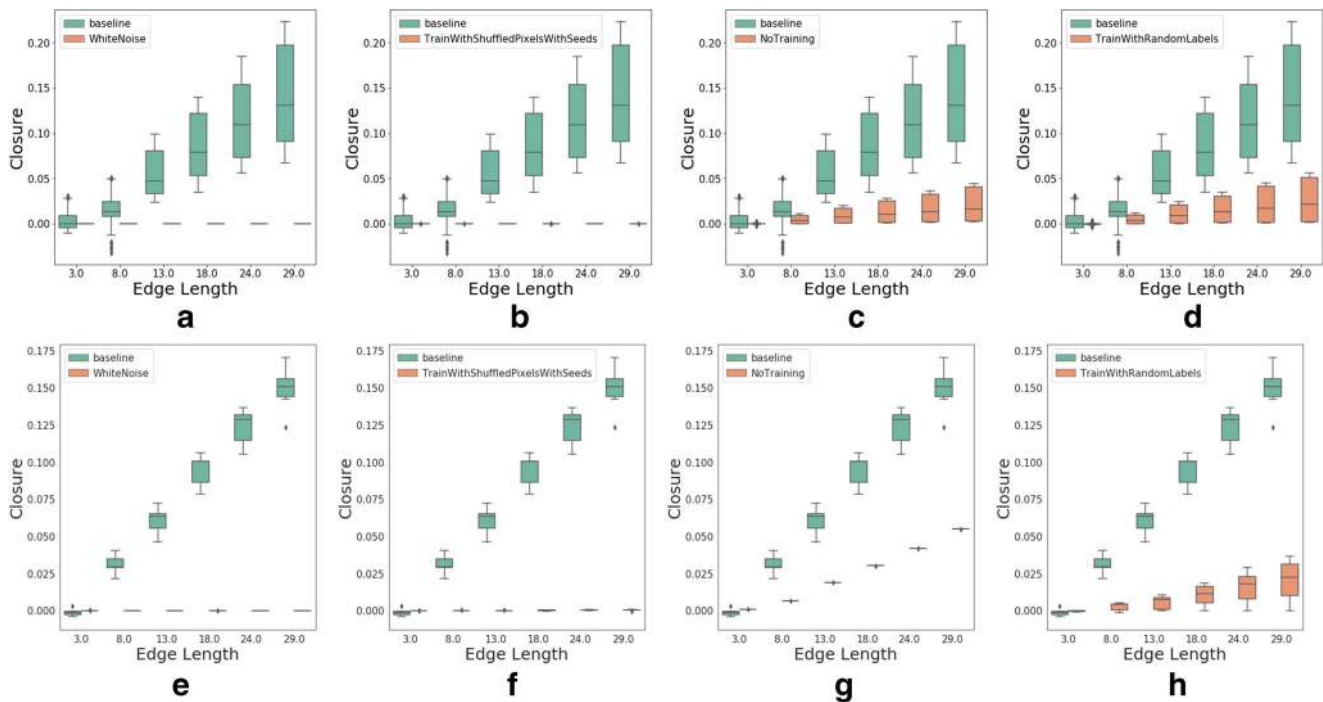 baseline
WhiteNoise
0.20
0.15
0.10
0.05
0.00
Closure
3.0 8.0 13.0 18.0 24.0 29.0
Edge Length
a
baseline
TrainWithShuffledPixelsWithSeeds
0.20
0.15
0.10
0.05
0.00
Closure
3.0 8.0 13.0 18.0 24.0 29.0
Edge Length
b
baseline
NoTraining
0.20
0.15
0.10
0.05
0.00
Closure
3.0 8.0 13.0 18.0 24.0 29.0
Edge Length
c
baseline
TrainWithRandomLabels
0.20
0.15
0.10
0.05
0.00
Closure
3.0 8.0 13.0 18.0 24.0 29.0
Edge Length
d
baseline
WhiteNoise
0.175
0.150
0.125
0.100
0.075
0.050
0.025
0.000
Closure
3.0 8.0 13.0 18.0 24.0 29.0
Edge Length
e
baseline
TrainWithShuffledPixelsWithSeeds
0.175
0.150
0.125
0.100
0.075
0.050
0.025
0.000
Closure
3.0 8.0 13.0 18.0 24.0 29.0
Edge Length
f
baseline
NoTraining
0.175
0.150
0.125
0.100
0.075
0.050
0.025
0.000
Closure
3.0 8.0 13.0 18.0 24.0 29.0
Edge Length
g
baseline
TrainWithRandomLabels
0.175
0.150
0.125
0.100
0.075
0.050
0.025
0.000
Closure
3.0 8.0 13.0 18.0 24.0 29.0
Edge Length
h